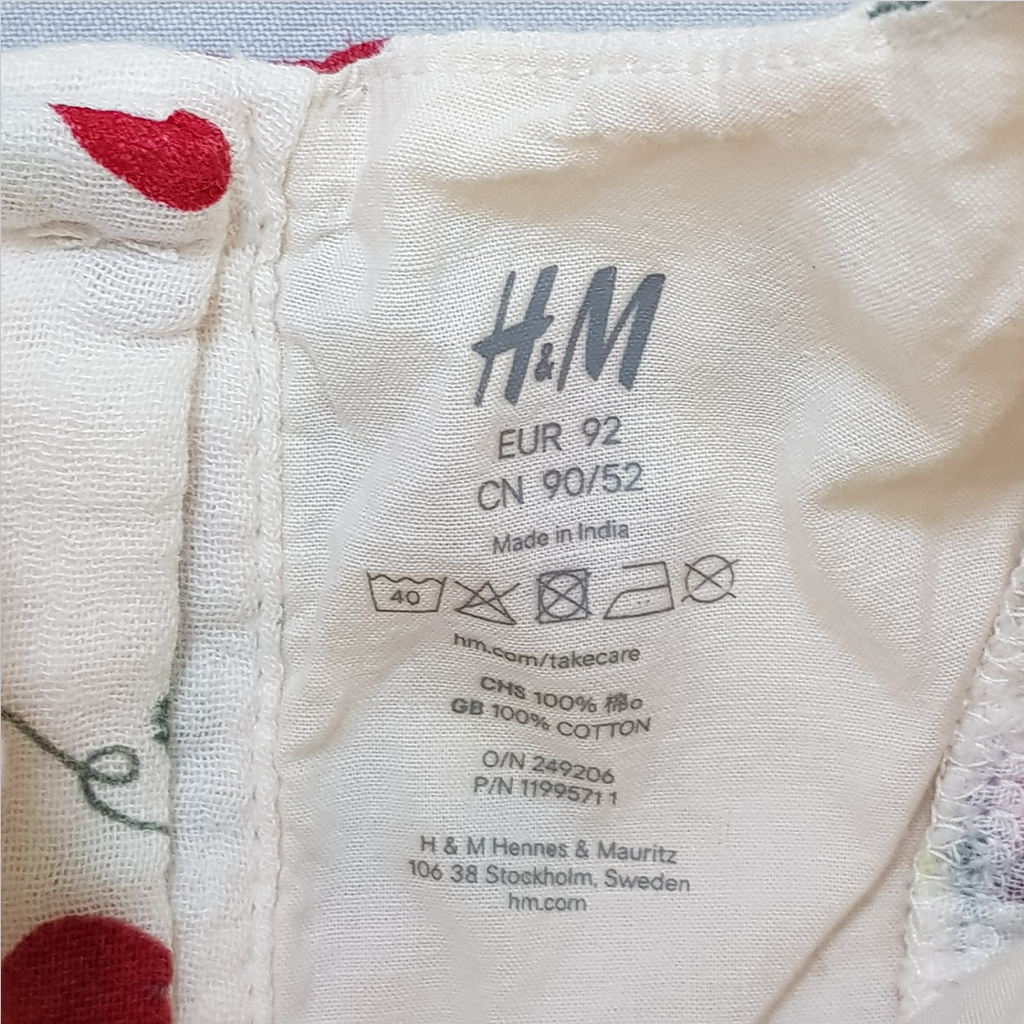 H&M
EUR 92
CN 90/52
Made in India
40
hm.com/takecare
CHS 100% 棉。
GB 100% COTTON
O/N 249206
P/N 11995711
H & M Hennes & Mauritz
106 38 Stockholm, Sweden
hm.com